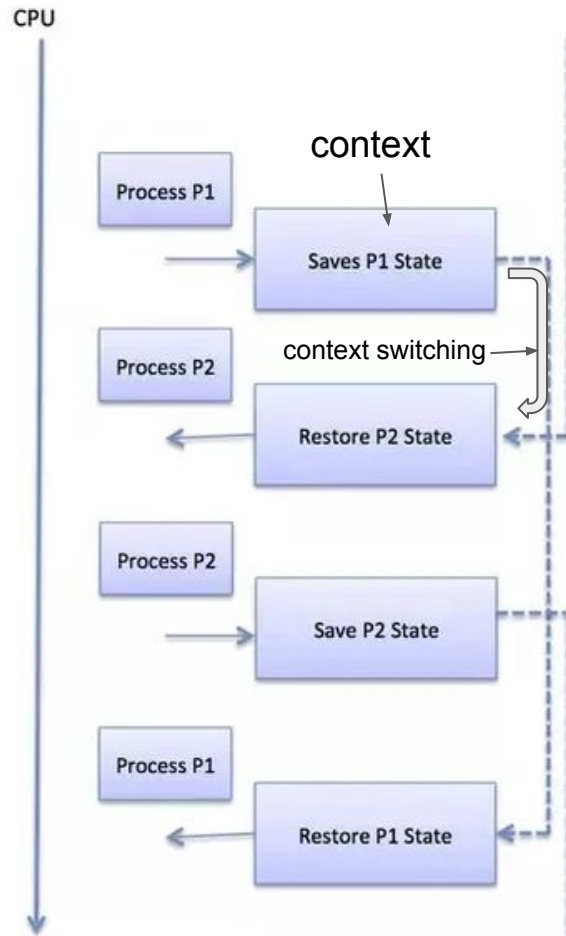 CPU
context
Process P1
Saves P1 State
context switching
Process P2
Restore P2 State
Process P2
Save P2 State
Process P1
Restore P1 State